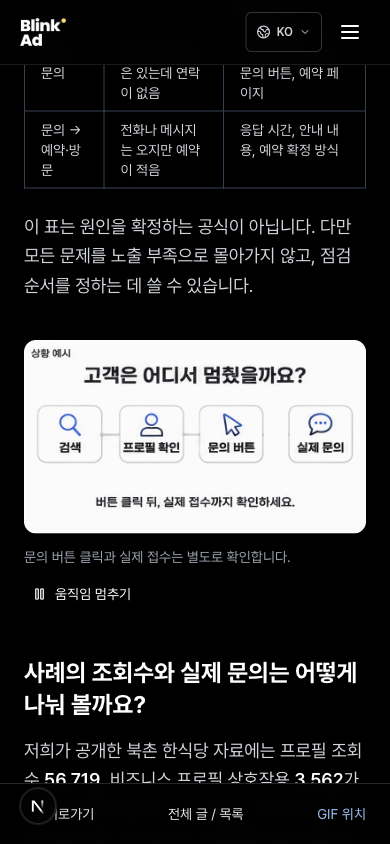 Blink
Ad
KO
문의
은 있는데 연락
이 없음
문의 버튼, 예약 페
이지
문의 →
예약·방
문
전화나 메시지
는 오지만 예약
이 적음
응답 시간, 안내 내
용, 예약 확정 방식
이 표는 원인을 확정하는 공식이 아닙니다. 다만
모든 문제를 노출 부족으로 몰아가지 않고, 점검
순서를 정하는 데 쓸 수 있습니다.
상황 예시
고객은 어디서 멈췄을까요?
검색
프로필 확인
문의 버튼
실제 문의
버튼 클릭 뒤, 실제 접수까지 확인하세요.
문의 버튼 클릭과 실제 접수는 별도로 확인합니다.
움직임 멈추기
사례의 조회수와 실제 문의는 어떻게
나눠 볼까요?
저희가 공개한 북촌 한식당 자료에는 프로필 조회
수 56,719, 비즈니스 프로필 상호작용 3,562가
N
바로가기
전체 글 / 목록
GIF 위치